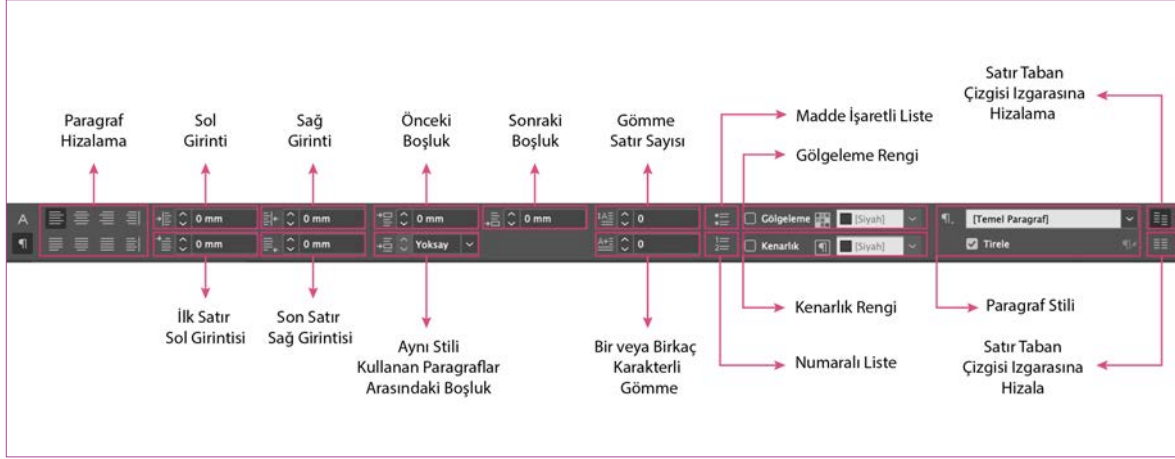 Satır Taban
Çizgisi Izgarasına
Hizalama
Paragraf
Hizalama
Sol
Girinti
Sağ
Girinti
Önceki
Boşluk
Sonraki
Boşluk
Gömme
Satır Sayısı
Madde İşaretli Liste
Gölgeleme Rengi
A
0 mm
0 mm
0 mm
0 mm
0
Gölgeleme
[Siyah]
[Temel Paragraf]
0 mm
0 mm
Yoksay
0
Kenarlık
[Siyah]
Tirele
İlk Satır
Sol Girintisi
Son Satır
Sağ Girintisi
Aynı Stili
Kullanan Paragraflar
Arasındaki Boşluk
Bir veya Birkaç
Karakterli
Gömme
Kenarlık Rengi
Numaralı Liste
Paragraf Stili
Satır Taban
Çizgisi Izgarasına
Hizala